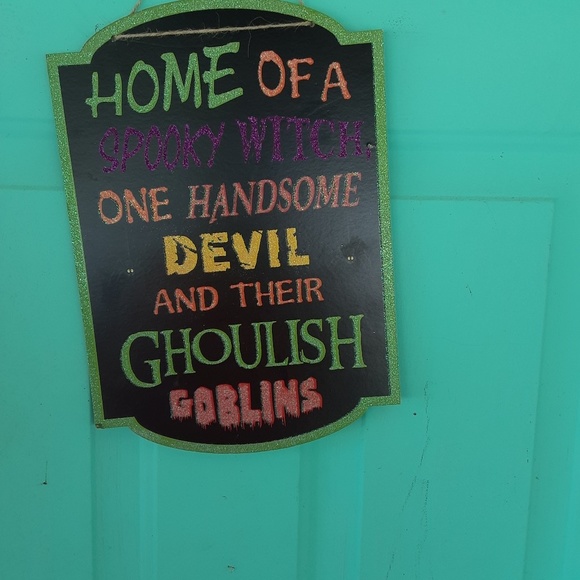 HOME OF A
SPOOKY WITCH,
ONE HANDSOME
DEVIL
AND THEIR
GHOULISH
GOBLINS